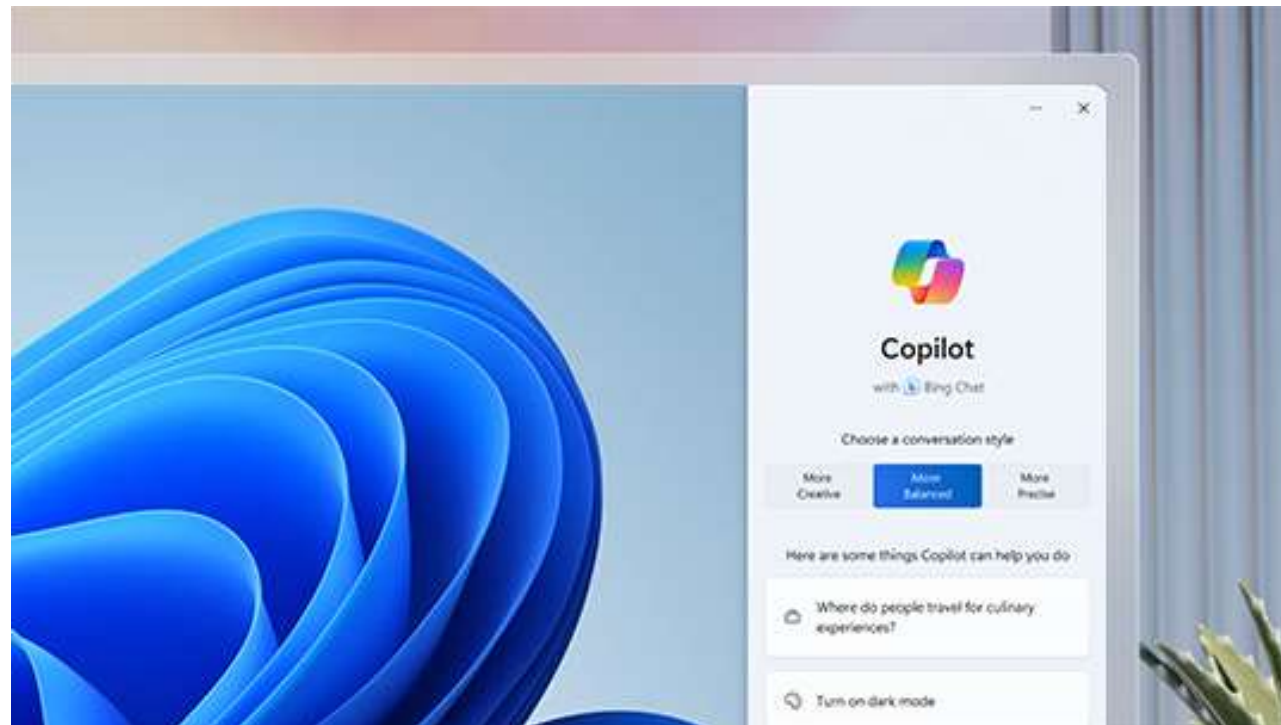 Copilot
with Bing Chat
Choose a conversation style
More
Creative
More
Balanced
More
Precise
Here are some things Copilot can help you do
Where do people travel for culinary
experiences?
Turn on dark mode